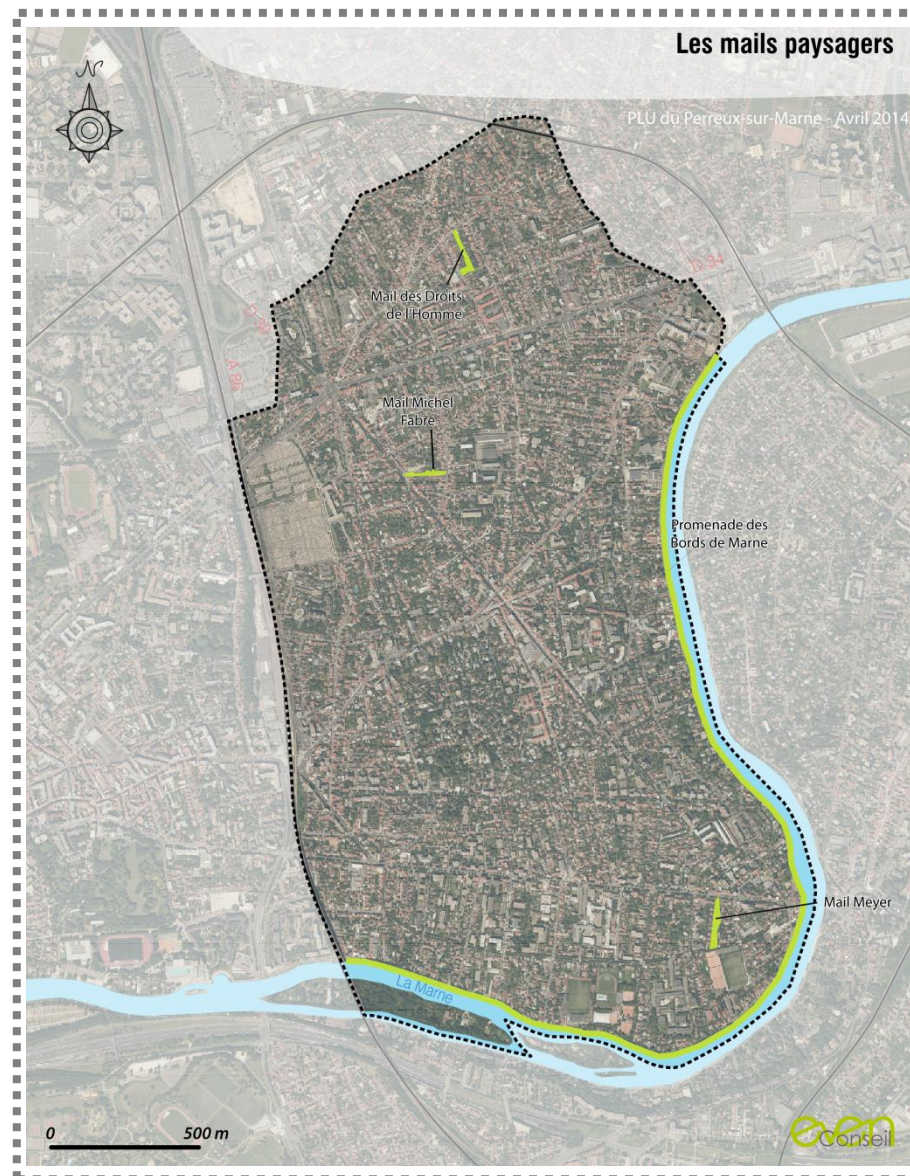 Les mails paysagers
N
PLU du Perreux-sur-Marne - Avril 2014
Mail des Droits
de l'Homme
Mail Michel
Fabre
Promenade des
Bords de Marne
Mail Meyer
La Marne
0 500 m
even
Conseil